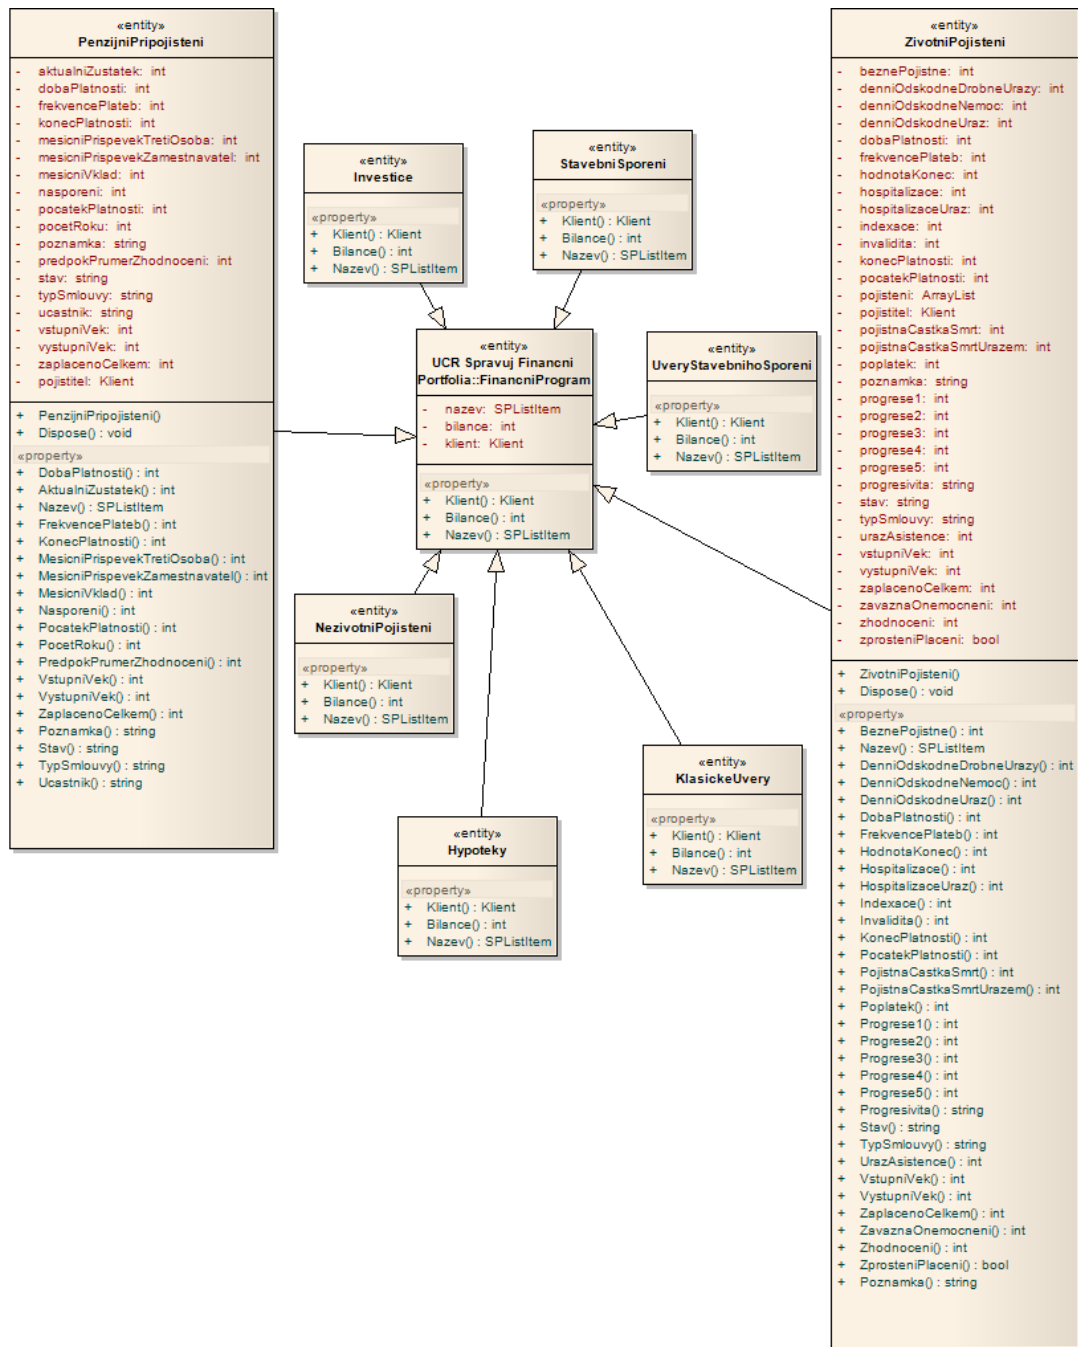 «entity»
PenzijniPripojisteni
- aktualniZustatek: int
- dobaPlatnosti: int
- frekvencePlateb: int
- konecPlatnosti: int
- mesicniPrispevekTretiOsoba: int
- mesicniPrispevekZamestnavatel: int
- mesicniVklad: int
- nasporeni: int
- pocatekPlatnosti: int
- pocetRoku: int
- poznamka: string
- predpokPrumerZhodnoceni: int
- stav: string
- typSmlouvy: string
- ucastnik: string
- vstupniVek: int
- vystupniVek: int
- zaplacenoCelkem: int
- pojistitel: Klient
+ PenzijniPripojisteni()
+ Dispose() : void
«property»
+ DobaPlatnosti() : int
+ AktualniZustatek() : int
+ Nazev() : SPListItem
+ FrekvencePlateb() : int
+ KonecPlatnosti() : int
+ MesicniPrispevekTretiOsoba() : int
+ MesicniPrispevekZamestnavatel() : int
+ MesicniVklad() : int
+ Nasporeni() : int
+ PocatekPlatnosti() : int
+ PocetRoku() : int
+ PredpokPrumerZhodnoceni() : int
+ VstupniVek() : int
+ VystupniVek() : int
+ ZaplacenoCelkem() : int
+ Poznamka() : string
+ Stav() : string
+ TypSmlouvy() : string
+ Ucastnik() : string
«entity»
Investice
«property»
+ Klient() : Klient
+ Bilance() : int
+ Nazev() : SPListItem
«entity»
StavebniSporeni
«property»
+ Klient() : Klient
+ Bilance() : int
+ Nazev() : SPListItem
«entity»
UCR Spravuj Financni
Portfolia::FinancniProgram
- nazev: SPListItem
- bilance: int
- klient: Klient
«property»
+ Klient() : Klient
+ Bilance() : int
+ Nazev() : SPListItem
«entity»
UveryStavebnihoSporeni
«property»
+ Klient() : Klient
+ Bilance() : int
+ Nazev() : SPListItem
«entity»
NezivotniPojisteni
«property»
+ Klient() : Klient
+ Bilance() : int
+ Nazev() : SPListItem
«entity»
KlasickeUvery
«property»
+ Klient() : Klient
+ Bilance() : int
+ Nazev() : SPListItem
«entity»
Hypoteky
«property»
+ Klient() : Klient
+ Bilance() : int
+ Nazev() : SPListItem
«entity»
ZivotniPojisteni
- beznePojistne: int
- denniOdskodneDrobneUrazy: int
- denniOdskodneNemoc: int
- denniOdskodneUraz: int
- dobaPlatnosti: int
- frekvencePlateb: int
- hodnotaKonec: int
- hospitalizace: int
- hospitalizaceUraz: int
- indexace: int
- invalidita: int
- konecPlatnosti: int
- pocatekPlatnosti: int
- pojisteni: ArrayList
- pojistitel: Klient
- pojistnaCastkaSmrt: int
- pojistnaCastkaSmrtUrazem: int
- poplatek: int
- poznamka: string
- progrese1: int
- progrese2: int
- progrese3: int
- progrese4: int
- progrese5: int
- progresivita: string
- stav: string
- typSmlouvy: string
- urazAsistence: int
- vstupniVek: int
- vystupniVek: int
- zaplacenoCelkem: int
- zavaznaOnemocneni: int
- zhodnoceni: int
- zprosteniPlaceni: bool
+ ZivotniPojisteni()
+ Dispose() : void
«property»
+ BeznePojistne() : int
+ Nazev() : SPListItem
+ DenniOdskodneDrobneUrazy() : int
+ DenniOdskodneNemoc() : int
+ DenniOdskodneUraz() : int
+ DobaPlatnosti() : int
+ FrekvencePlateb() : int
+ HodnotaKonec() : int
+ Hospitalizace() : int
+ HospitalizaceUraz() : int
+ Indexace() : int
+ Invalidita() : int
+ KonecPlatnosti() : int
+ PocatekPlatnosti() : int
+ PojistnaCastkaSmrt() : int
+ PojistnaCastkaSmrtUrazem() : int
+ Poplatek() : int
+ Progrese1() : int
+ Progrese2() : int
+ Progrese3() : int
+ Progrese4() : int
+ Progrese5() : int
+ Progresivita() : string
+ Stav() : string
+ TypSmlouvy() : string
+ UrazAsistence() : int
+ VstupniVek() : int
+ VystupniVek() : int
+ ZaplacenoCelkem() : int
+ ZavaznaOnemocneni() : int
+ Zhodnoceni() : int
+ ZprosteniPlaceni() : bool
+ Poznamka() : string